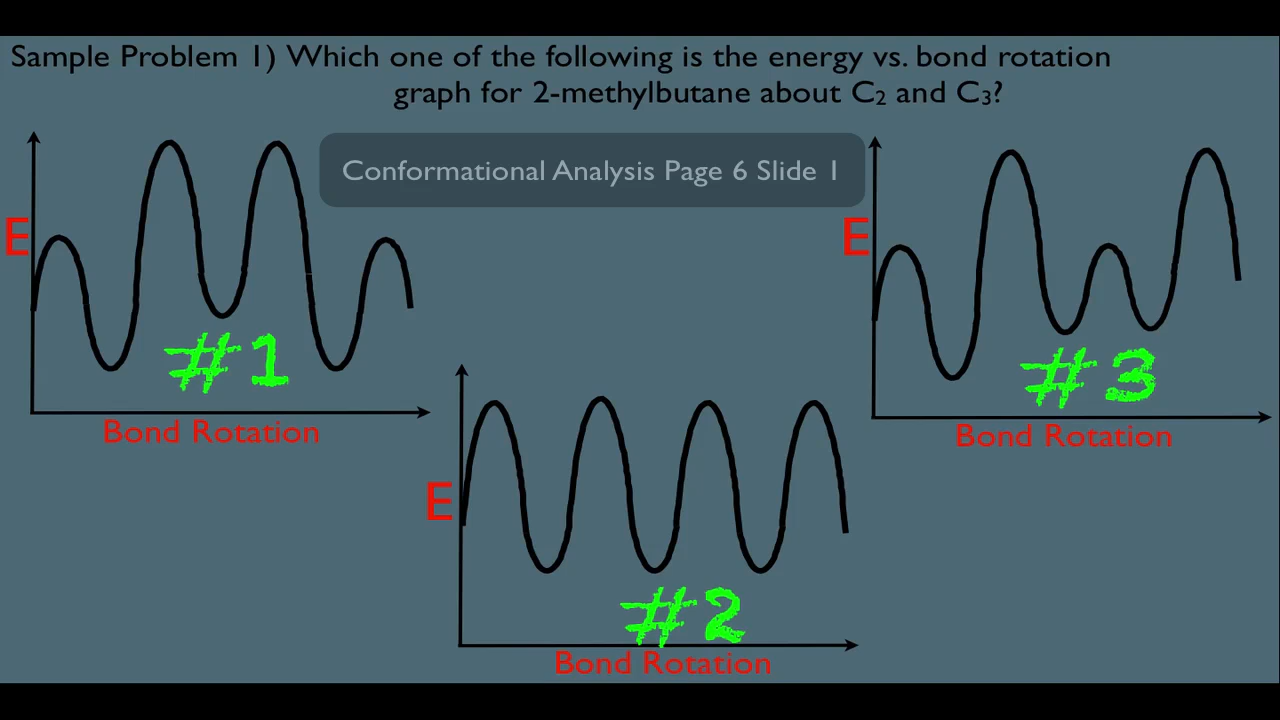 Sample Problem 1) Which one of the following is the energy vs. bond rotation
graph for 2-methylbutane about C₂ and C₃?
Conformational Analysis Page 6 Slide 1
E
#1
Bond Rotation
E
#3
Bond Rotation
E
#2
Bond Rotation